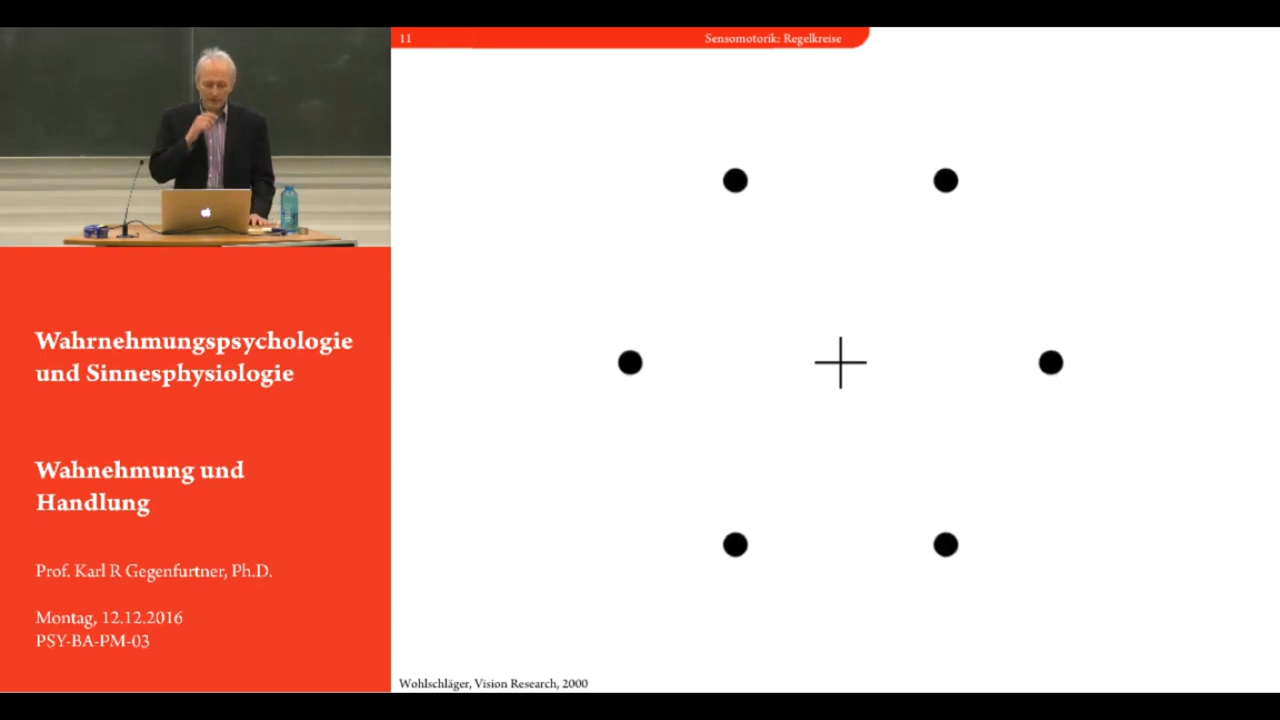 11
Sensomotorik: Regelkreise
Wahrnehmungspsychologie
und Sinnesphysiologie
Wahnehmung und
Handlung
Prof. Karl R Gegenfurtner, Ph.D.
Montag, 12.12.2016
PSY-BA-PM-03
Wohlschläger, Vision Research, 2000